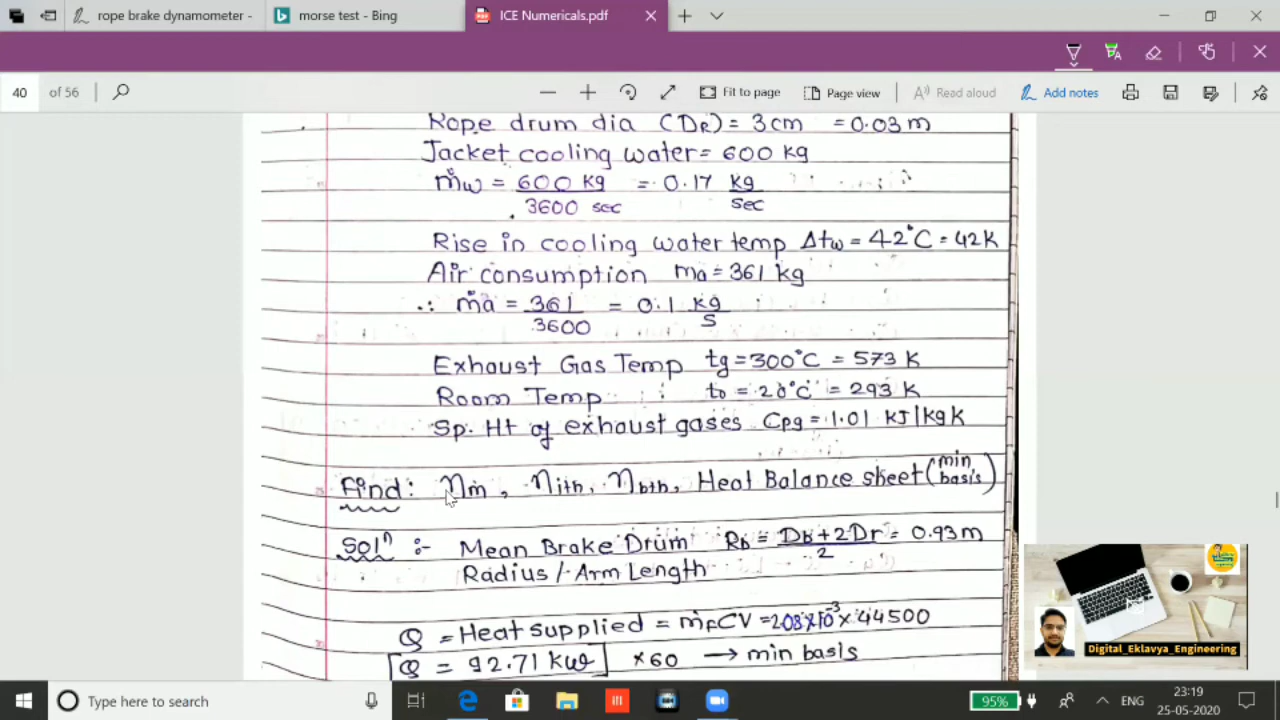 rope brake dynamometer -
morse test - Bing
ICE Numericals.pdf
40 of 56
Fit to page
Page view
Read aloud
Add notes
Rope drum dia (DR) = 3cm = 0.03m
Jacket cooling water = 600 kg
ṁw = 600 kg / 3600 sec = 0.17 kg/sec
Rise in cooling water temp Δtw = 42°C = 42K
Air consumption ma = 361 kg
∴ ṁa = 361 / 3600 = 0.1 kg/s
Exhaust Gas Temp tg = 300°C = 573 K
Room Temp to = 20°C = 293 K
Sp. Ht of exhaust gases Cpg = 1.01 KJ/kgK
Find: ηm, ηith, ηbth, Heat Balance sheet (min basis)
Solⁿ :- Mean Brake Drum Rb = Db+2Dr / 2 = 0.93m
Radius / Arm Length
Q = Heat supplied = ṁFCV = 2.08×10⁻³ × 44500
Q = 92.71 kW ×60 → min basis
Digital_Eklavya_Engineering
Type here to search
95%
ENG
23:19
25-05-2020